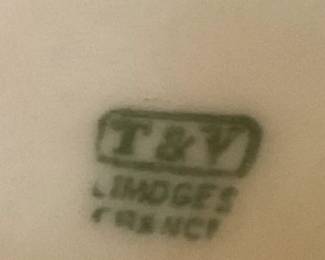 T & V
LIMOGES
FRANCE